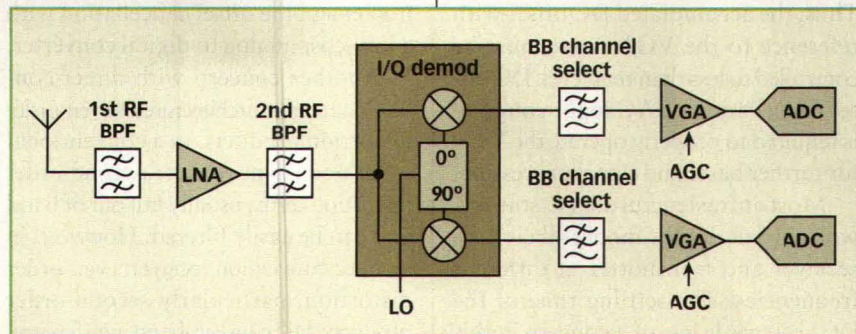 I/Q demod
BB channel
select
1st RF
BPF
2nd RF
BPF
LNA
VGA
ADC
0°
90°
AGC
BB channel
select
VGA
ADC
LO
AGC